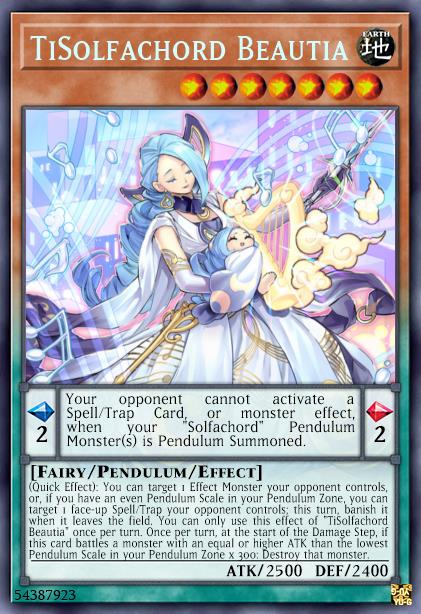 TiSolfachord Beautia
EARTH
地
Your opponent cannot activate a
Spell/Trap Card, or monster effect,
when your "Solfachord" Pendulum
Monster(s) is Pendulum Summoned.
2
2
[Fairy/Pendulum/Effect]
(Quick Effect): You can target 1 Effect Monster your opponent controls,
or, if you have an even Pendulum Scale in your Pendulum Zone, you can
target 1 face-up Spell/Trap your opponent controls; this turn, banish it
when it leaves the field. You can only use this effect of "TiSolfachord
Beautia" once per turn. Once per turn, at the start of the Damage Step, if
this card battles a monster with an equal or higher ATK than the lowest
Pendulum Scale in your Pendulum Zone x 300: Destroy that monster.
ATK/2500 DEF/2400
54387923